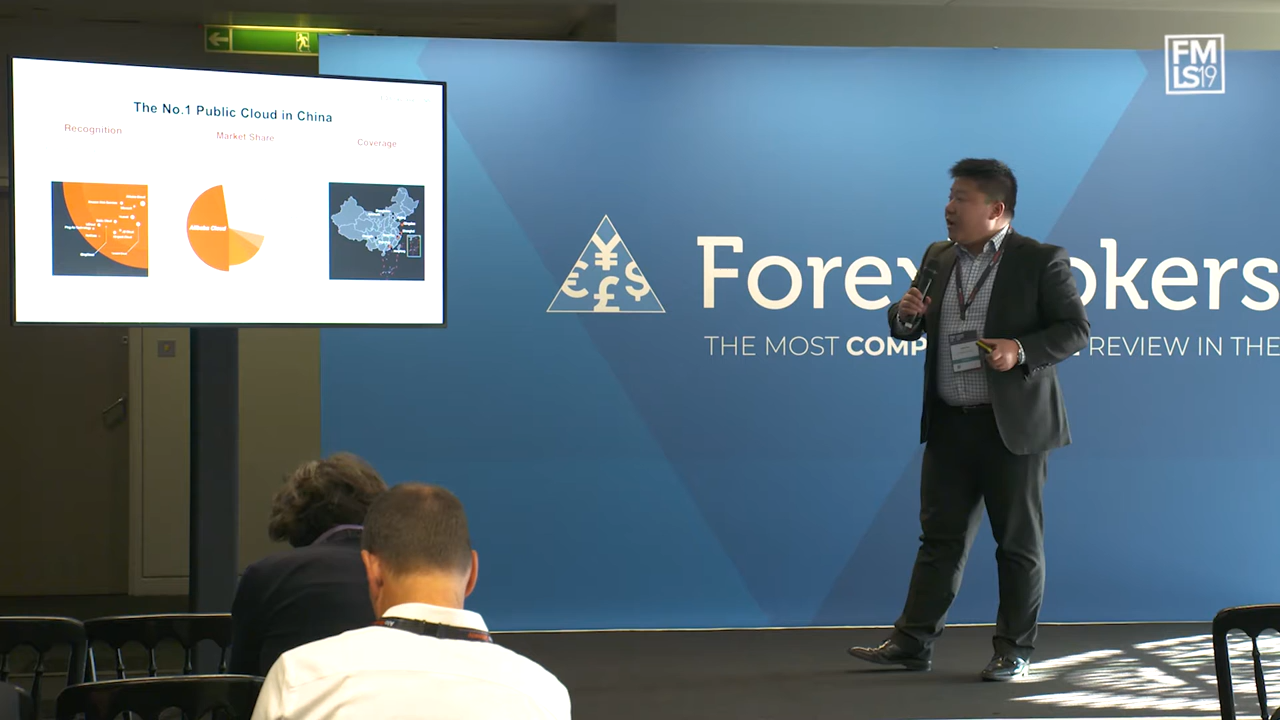 FM
LS19
The No.1 Public Cloud in China
Recognition
Market Share
Coverage
Alibaba Cloud
¥
€ $
£
Forex okers
THE MOST COMP REVIEW IN THE